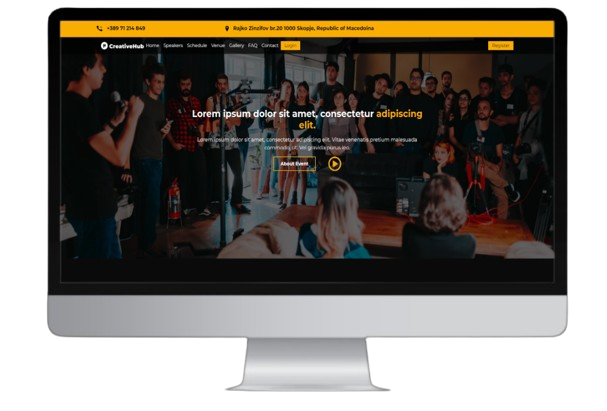 +389 71 214 849
Rajko Zinzifov br.20 1000 Skopje, Republic of Macedoins
CreativeHub Home Speakers Schedule Venue Gallery FAQ Contact Login Register
Lorem ipsum dolor sit amet, consectetur adipiscing
elit.
Lorem ipsum dolor sit amet, consectetur adipiscing elit. Vitae venenatis pretium malesuada
commodo ut. Vel gravida purus leo.
About Event